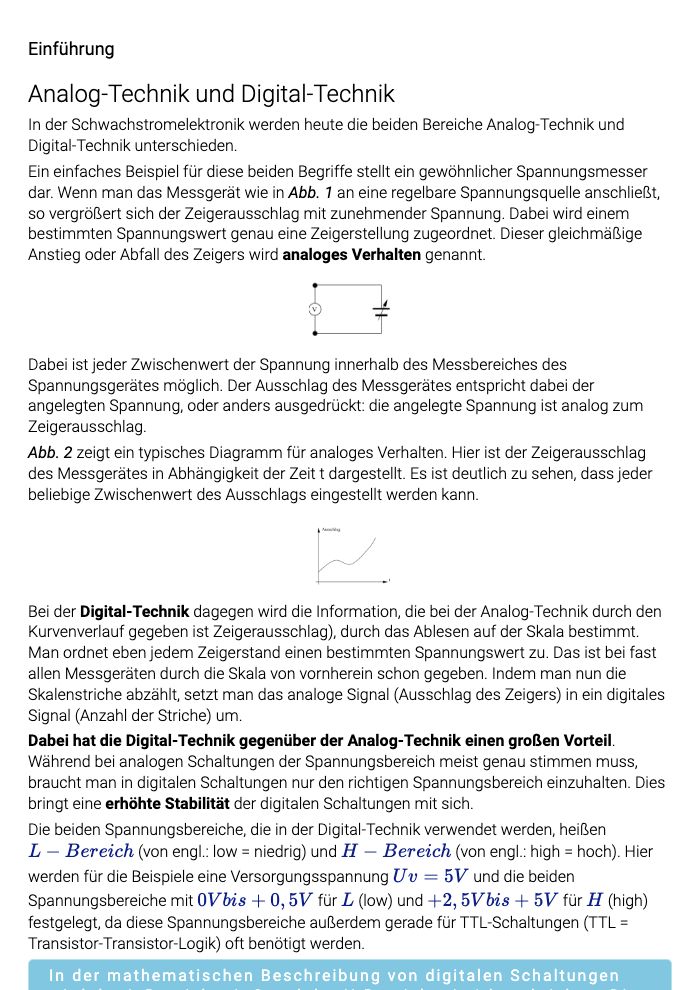 Einführung
Analog-Technik und Digital-Technik
In der Schwachstromelektronik werden heute die beiden Bereiche Analog-Technik und
Digital-Technik unterschieden.
Ein einfaches Beispiel für diese beiden Begriffe stellt ein gewöhnlicher Spannungsmesser
dar. Wenn man das Messgerät wie in Abb. 1 an eine regelbare Spannungsquelle anschließt,
so vergrößert sich der Zeigerausschlag mit zunehmender Spannung. Dabei wird einem
bestimmten Spannungswert genau eine Zeigerstellung zugeordnet. Dieser gleichmäßige
Anstieg oder Abfall des Zeigers wird analoges Verhalten genannt.
V
Dabei ist jeder Zwischenwert der Spannung innerhalb des Messbereiches des
Spannungsgerätes möglich. Der Ausschlag des Messgerätes entspricht dabei der
angelegten Spannung, oder anders ausgedrückt: die angelegte Spannung ist analog zum
Zeigerausschlag.
Abb. 2 zeigt ein typisches Diagramm für analoges Verhalten. Hier ist der Zeigerausschlag
des Messgerätes in Abhängigkeit der Zeit t dargestellt. Es ist deutlich zu sehen, dass jeder
beliebige Zwischenwert des Ausschlags eingestellt werden kann.
Ausschlag
t
Bei der Digital-Technik dagegen wird die Information, die bei der Analog-Technik durch den
Kurvenverlauf gegeben ist Zeigerausschlag), durch das Ablesen auf der Skala bestimmt.
Man ordnet eben jedem Zeigerstand einen bestimmten Spannungswert zu. Das ist bei fast
allen Messgeräten durch die Skala von vornherein schon gegeben. Indem man nun die
Skalenstriche abzählt, setzt man das analoge Signal (Ausschlag des Zeigers) in ein digitales
Signal (Anzahl der Striche) um.
Dabei hat die Digital-Technik gegenüber der Analog-Technik einen großen Vorteil.
Während bei analogen Schaltungen der Spannungsbereich meist genau stimmen muss,
braucht man in digitalen Schaltungen nur den richtigen Spannungsbereich einzuhalten. Dies
bringt eine erhöhte Stabilität der digitalen Schaltungen mit sich.
Die beiden Spannungsbereiche, die in der Digital-Technik verwendet werden, heißen
L − Bereich (von engl.: low = niedrig) und H − Bereich (von engl.: high = hoch). Hier
werden für die Beispiele eine Versorgungsspannung Uv = 5V und die beiden
Spannungsbereiche mit 0Vbis + 0, 5V für L (low) und +2, 5Vbis + 5V für H (high)
festgelegt, da diese Spannungsbereiche außerdem gerade für TTL-Schaltungen (TTL =
Transistor-Transistor-Logik) oft benötigt werden.
In der mathematischen Beschreibung von digitalen Schaltungen